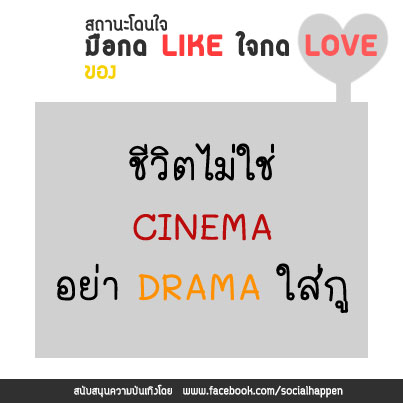 สถานะโดนใจ
มือกด LIKE ใจกด LOVE
ของ
ชีวิตไม่ใช่
CINEMA
อย่า DRAMA ใส่กู
สนับสนุนความบันเทิงโดย www.facebook.com/socialhappen